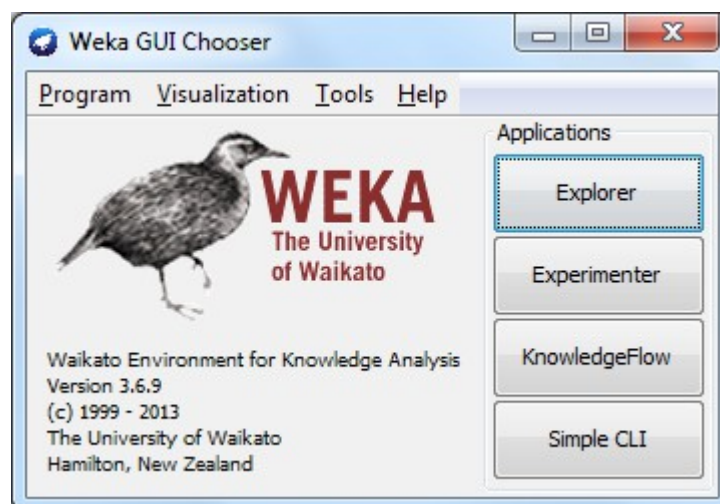 Weka GUI Chooser
Program Visualization Tools Help
WEKA
The University
of Waikato
Waikato Environment for Knowledge Analysis
Version 3.6.9
(c) 1999 - 2013
The University of Waikato
Hamilton, New Zealand
Applications
Explorer
Experimenter
KnowledgeFlow
Simple CLI